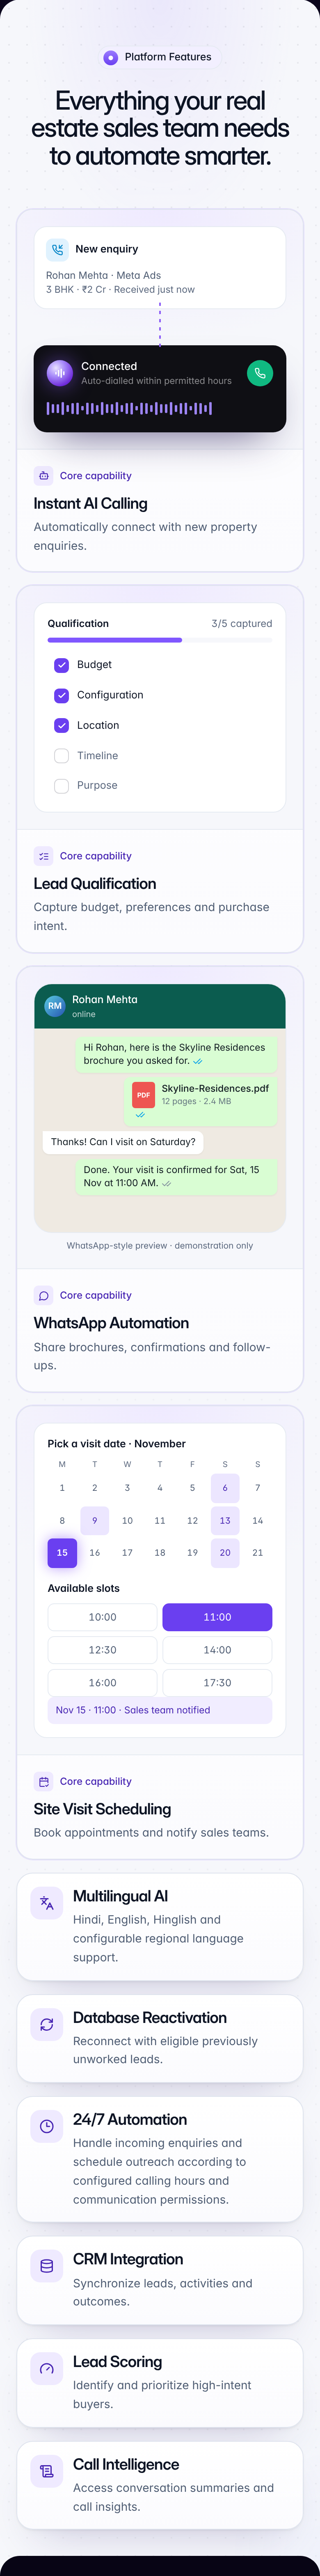 Platform Features
Everything your real
estate sales team needs
to automate smarter.
New enquiry
Rohan Mehta · Meta Ads
3 BHK · ₹2 Cr · Received just now
Connected
Auto-dialled within permitted hours
Core capability
Instant AI Calling
Automatically connect with new property
enquiries.
Qualification 3/5 captured
Budget
Configuration
Location
Timeline
Purpose
Core capability
Lead Qualification
Capture budget, preferences and purchase
intent.
RM
Rohan Mehta
online
Hi Rohan, here is the Skyline Residences
brochure you asked for.
PDF
Skyline-Residences.pdf
12 pages · 2.4 MB
Thanks! Can I visit on Saturday?
Done. Your visit is confirmed for Sat, 15
Nov at 11:00 AM.
WhatsApp-style preview · demonstration only
Core capability
WhatsApp Automation
Share brochures, confirmations and follow-
ups.
Pick a visit date · November
M T W T F S S
1 2 3 4 5 6 7
8 9 10 11 12 13 14
15 16 17 18 19 20 21
Available slots
10:00 11:00
12:30 14:00
16:00 17:30
Nov 15 · 11:00 · Sales team notified
Core capability
Site Visit Scheduling
Book appointments and notify sales teams.
Multilingual AI
Hindi, English, Hinglish and
configurable regional language
support.
Database Reactivation
Reconnect with eligible previously
unworked leads.
24/7 Automation
Handle incoming enquiries and
schedule outreach according to
configured calling hours and
communication permissions.
CRM Integration
Synchronize leads, activities and
outcomes.
Lead Scoring
Identify and prioritize high-intent
buyers.
Call Intelligence
Access conversation summaries and
call insights.